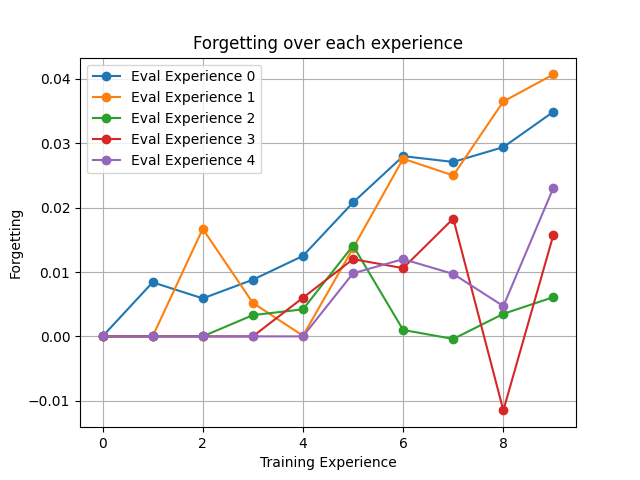 Forgetting over each experience
Eval Experience 0
Eval Experience 1
Eval Experience 2
Eval Experience 3
Eval Experience 4
0.04
0.03
0.02
0.01
0.00
−0.01
Forgetting
0 2 4 6 8
Training Experience